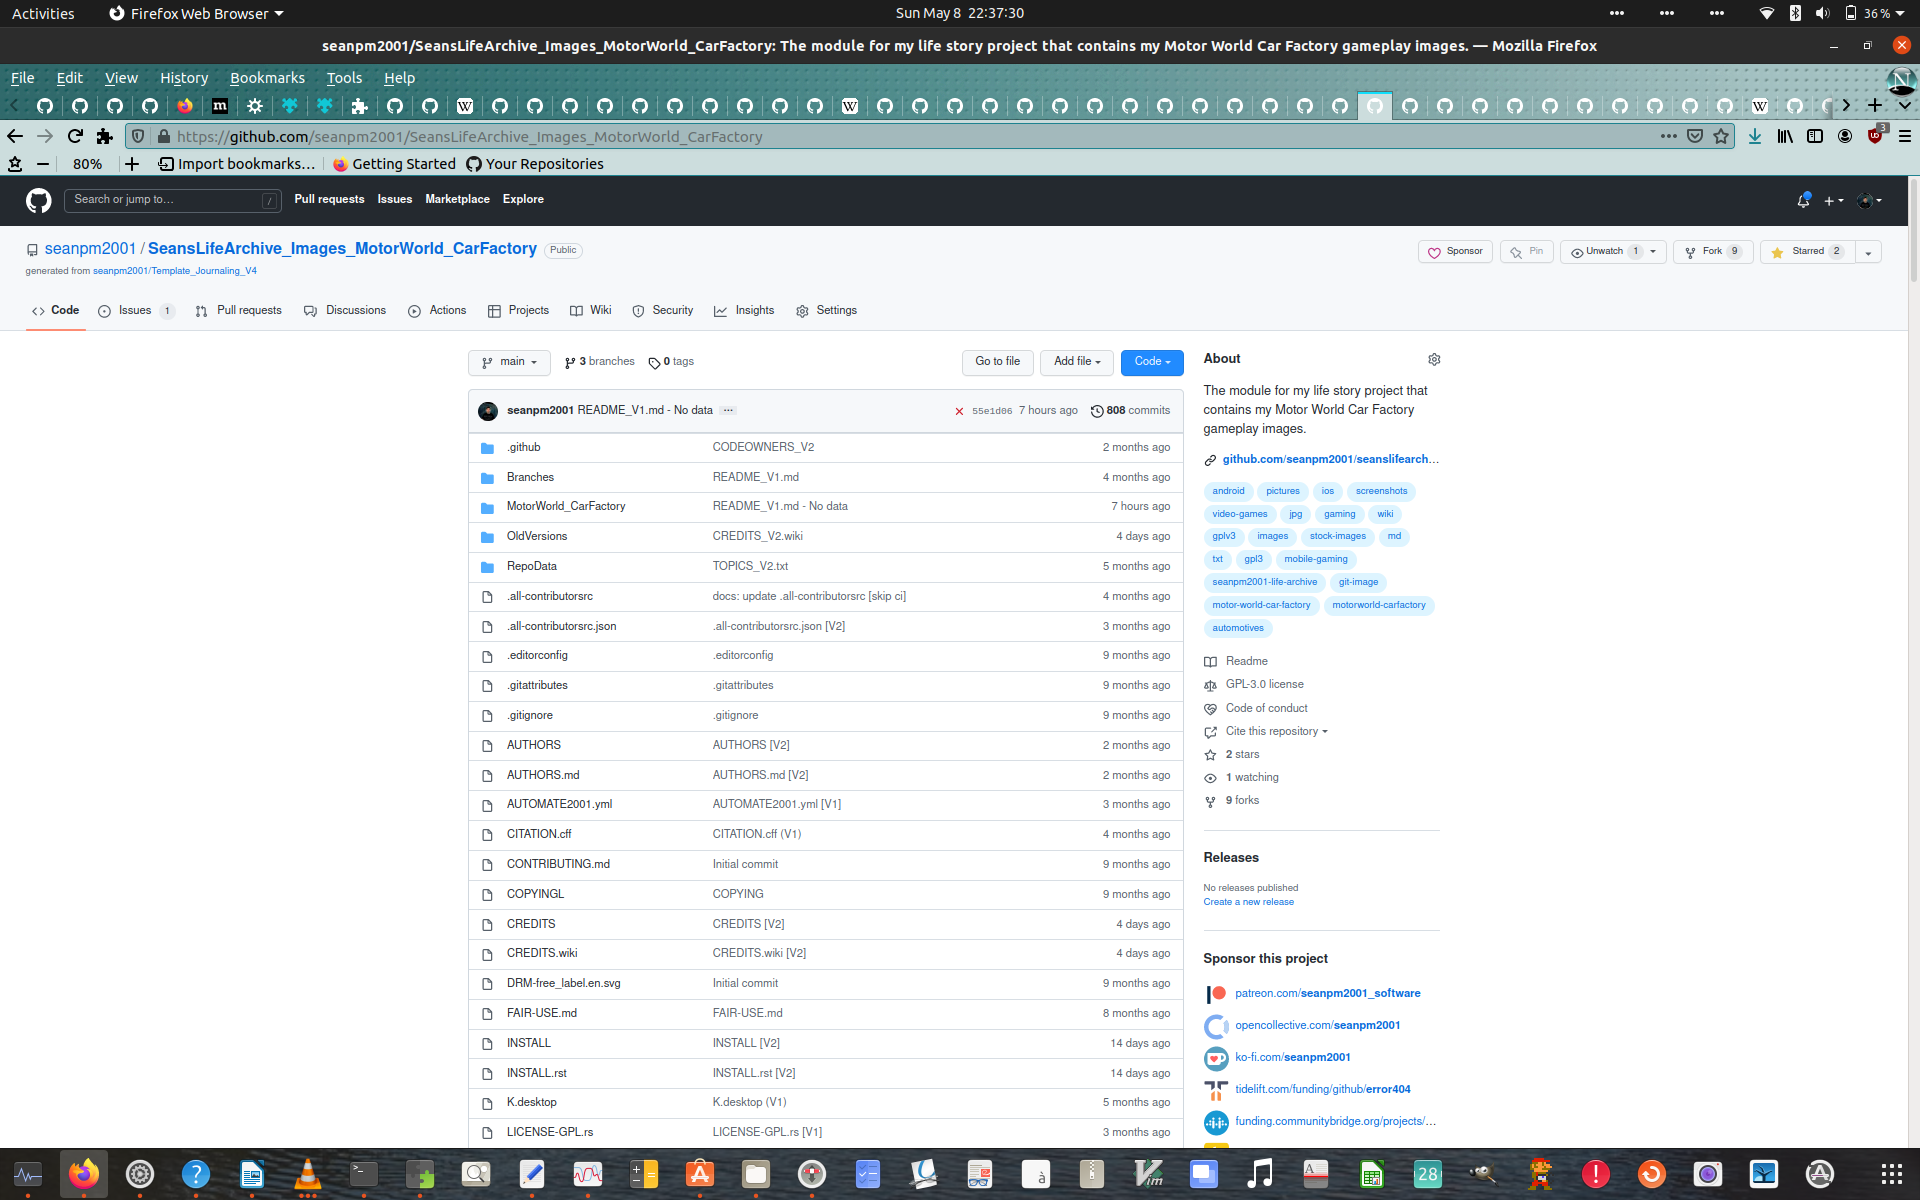 Activities
Firefox Web Browser
Sun May 8 22:37:30
36 %
seanpm2001/SeansLifeArchive_Images_MotorWorld_CarFactory: The module for my life story project that contains my Motor World Car Factory gameplay images. — Mozilla Firefox
File Edit View History Bookmarks Tools Help
https://github.com/seanpm2001/SeansLifeArchive_Images_MotorWorld_CarFactory
3
80% Import bookmarks… Getting Started Your Repositories
Search or jump to… / Pull requests Issues Marketplace Explore
seanpm2001 / SeansLifeArchive_Images_MotorWorld_CarFactory Public
Sponsor Pin Unwatch 1 Fork 9 Starred 2
generated from seanpm2001/Template_Journaling_V4
Code Issues 1 Pull requests Discussions Actions Projects Wiki Security Insights Settings
main 3 branches 0 tags Go to file Add file Code
seanpm2001 README_V1.md - No data … 55e1d06 7 hours ago 808 commits
.github CODEOWNERS_V2 2 months ago
Branches README_V1.md 4 months ago
MotorWorld_CarFactory README_V1.md - No data 7 hours ago
OldVersions CREDITS_V2.wiki 4 days ago
RepoData TOPICS_V2.txt 5 months ago
.all-contributorsrc docs: update .all-contributorsrc [skip ci] 4 months ago
.all-contributorsrc.json .all-contributorsrc.json [V2] 3 months ago
.editorconfig .editorconfig 9 months ago
.gitattributes .gitattributes 9 months ago
.gitignore .gitignore 9 months ago
AUTHORS AUTHORS [V2] 2 months ago
AUTHORS.md AUTHORS.md [V2] 2 months ago
AUTOMATE2001.yml AUTOMATE2001.yml [V1] 3 months ago
CITATION.cff CITATION.cff (V1) 4 months ago
CONTRIBUTING.md Initial commit 9 months ago
COPYINGL COPYING 9 months ago
CREDITS CREDITS [V2] 4 days ago
CREDITS.wiki CREDITS.wiki [V2] 4 days ago
DRM-free_label.en.svg Initial commit 9 months ago
FAIR-USE.md FAIR-USE.md 8 months ago
INSTALL INSTALL [V2] 14 days ago
INSTALL.rst INSTALL.rst [V2] 14 days ago
K.desktop K.desktop (V1) 5 months ago
LICENSE-GPL.rs LICENSE-GPL.rs [V1] 3 months ago
About
The module for my life story project that
contains my Motor World Car Factory
gameplay images.
github.com/seanpm2001/seanslifearch…
android pictures ios screenshots
video-games jpg gaming wiki
gplv3 images stock-images md
txt gpl3 mobile-gaming
seanpm2001-life-archive git-image
motor-world-car-factory motorworld-carfactory
automotives
Readme
GPL-3.0 license
Code of conduct
Cite this repository
2 stars
1 watching
9 forks
Releases
No releases published
Create a new release
Sponsor this project
patreon.com/seanpm2001_software
opencollective.com/seanpm2001
ko-fi.com/seanpm2001
tidelift.com/funding/github/error404
funding.communitybridge.org/projects/…
28